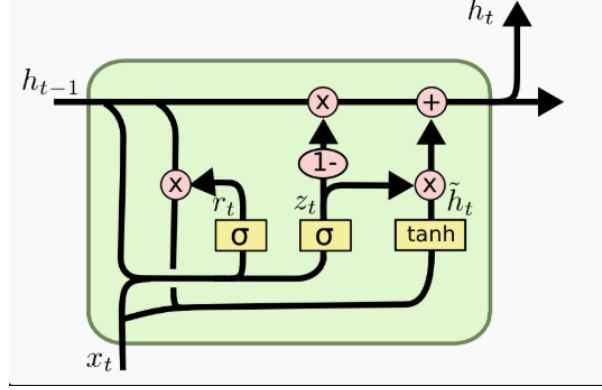 h_t
h_{t-1}
x
+
1-
x
r_t
z_t
x
h̃_t
σ
σ
tanh
x_t